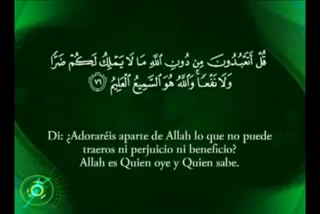 قُلْ أَتَعْبُدُونَ مِن دُونِ اللَّهِ مَا لَا يَمْلِكُ لَكُمْ ضَرًّا
وَلَا نَفْعًا ۚ وَاللَّهُ هُوَ السَّمِيعُ الْعَلِيمُ ﴿٧٦﴾
Di: ¿Adoraréis aparte de Allah lo que no puede
traeros ni perjuicio ni beneficio?
Allah es Quien oye y Quien sabe.